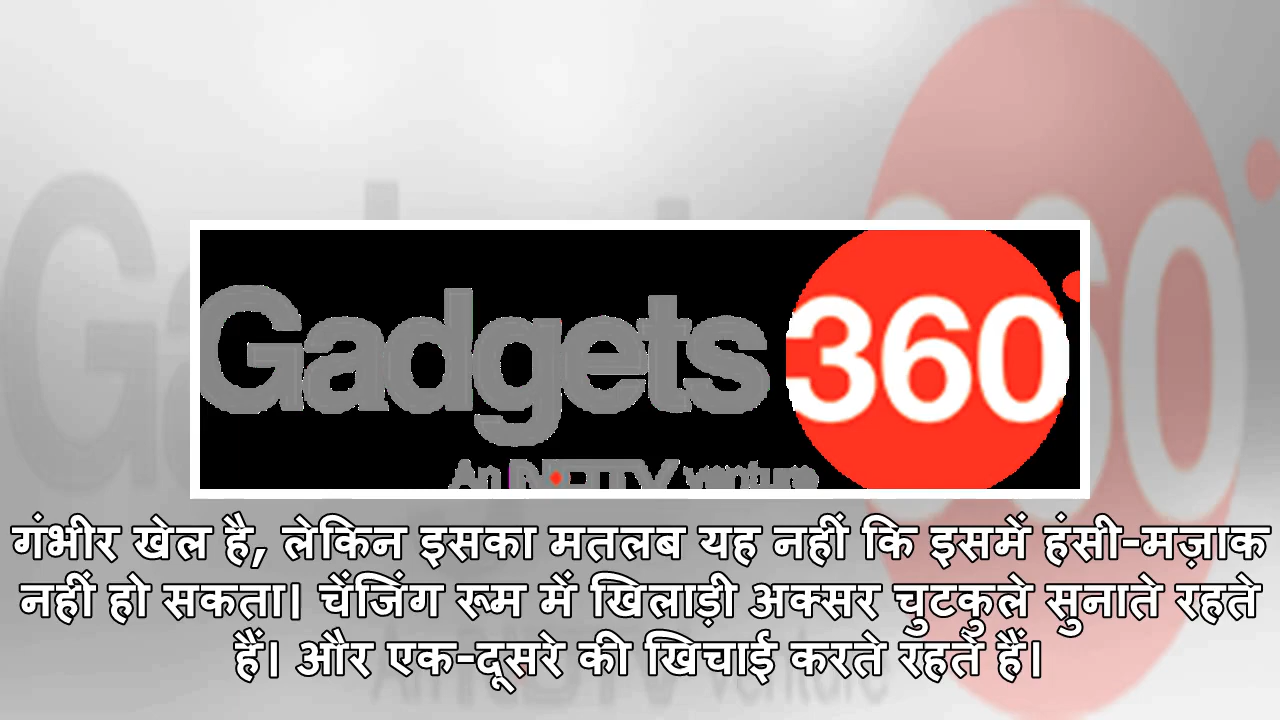 Gadgets 360
An NDTV venture
गंभीर खेल है, लेकिन इसका मतलब यह नहीं कि इसमें हंसी-मज़ाक
नहीं हो सकता। चेंजिंग रूम में खिलाड़ी अक्सर चुटकुले सुनाते रहते
हैं। और एक-दूसरे की खिचाई करते रहते हैं।